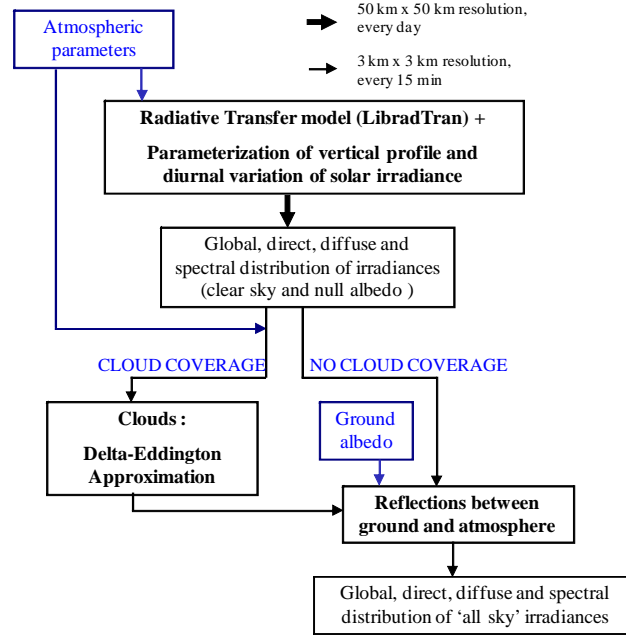 50 km x 50 km resolution,
every day
Atmospheric
parameters
3 km x 3 km resolution,
every 15 min
Radiative Transfer model (LibradTran) +
Parameterization of vertical profile and
diurnal variation of solar irradiance
Global, direct, diffuse and
spectral distribution of irradiances
(clear sky and null albedo )
CLOUD COVERAGE
NO CLOUD COVERAGE
Clouds :
Delta-Eddington
Approximation
Ground
albedo
Reflections between
ground and atmosphere
Global, direct, diffuse and spectral
distribution of ‘all sky’ irradiances